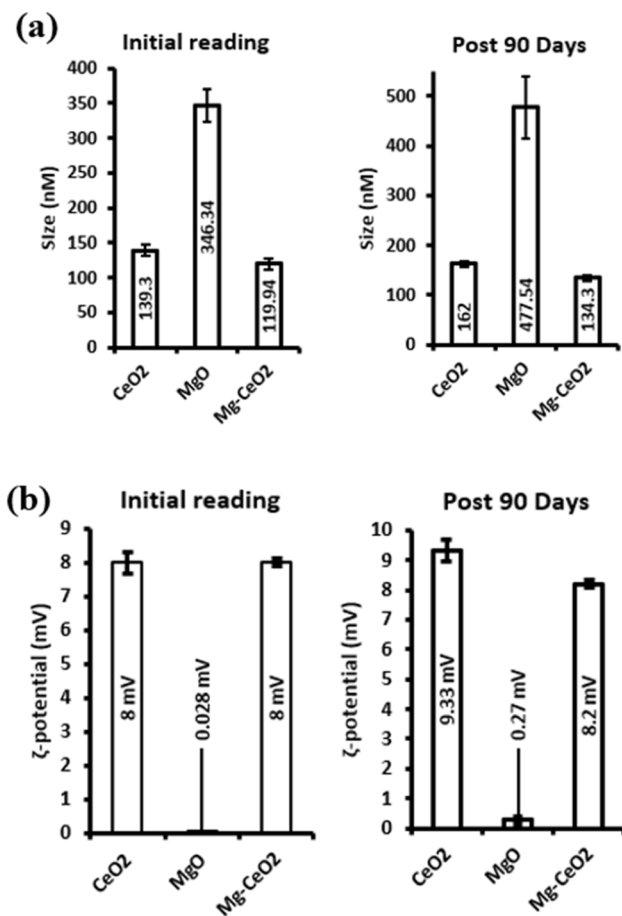 (a)
Initial reading
SIze (nM)
400
350
300
250
200
150
100
50
0
139.3
346.34
119.94
CeO2
MgO
Mg-CeO2
Post 90 Days
Size (nM)
500
400
300
200
100
0
162
477.54
134.3
CeO2
MgO
Mg-CeO2
(b)
Initial reading
ζ-potential (mV)
9
8
7
6
5
4
3
2
1
0
8 mV
0.028 mV
8 mV
CeO2
MgO
Mg-CeO2
Post 90 Days
ζ-potential (mV)
10
9
8
7
6
5
4
3
2
1
0
9.33 mV
0.27 mV
8.2 mV
CeO2
MgO
Mg-CeO2